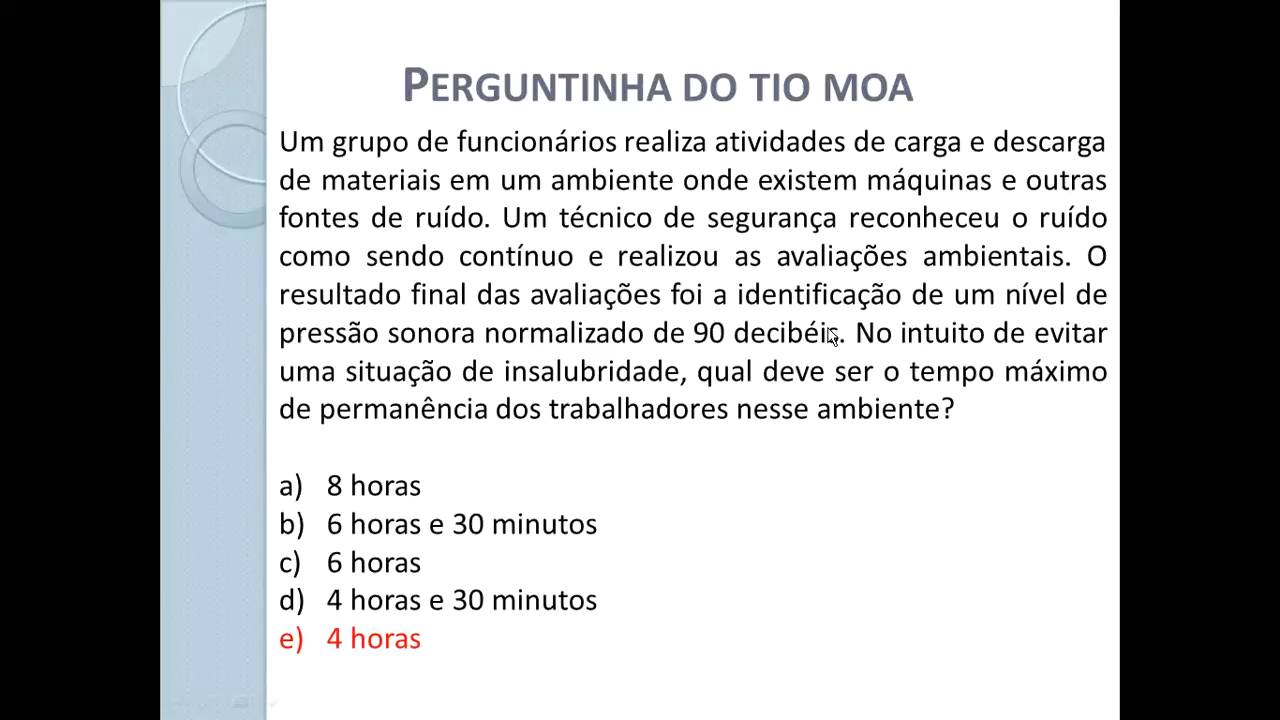 PERGUNTINHA DO TIO MOA
Um grupo de funcionários realiza atividades de carga e descarga
de materiais em um ambiente onde existem máquinas e outras
fontes de ruído. Um técnico de segurança reconheceu o ruído
como sendo contínuo e realizou as avaliações ambientais. O
resultado final das avaliações foi a identificação de um nível de
pressão sonora normalizado de 90 decibéis. No intuito de evitar
uma situação de insalubridade, qual deve ser o tempo máximo
de permanência dos trabalhadores nesse ambiente?
a) 8 horas
b) 6 horas e 30 minutos
c) 6 horas
d) 4 horas e 30 minutos
e) 4 horas